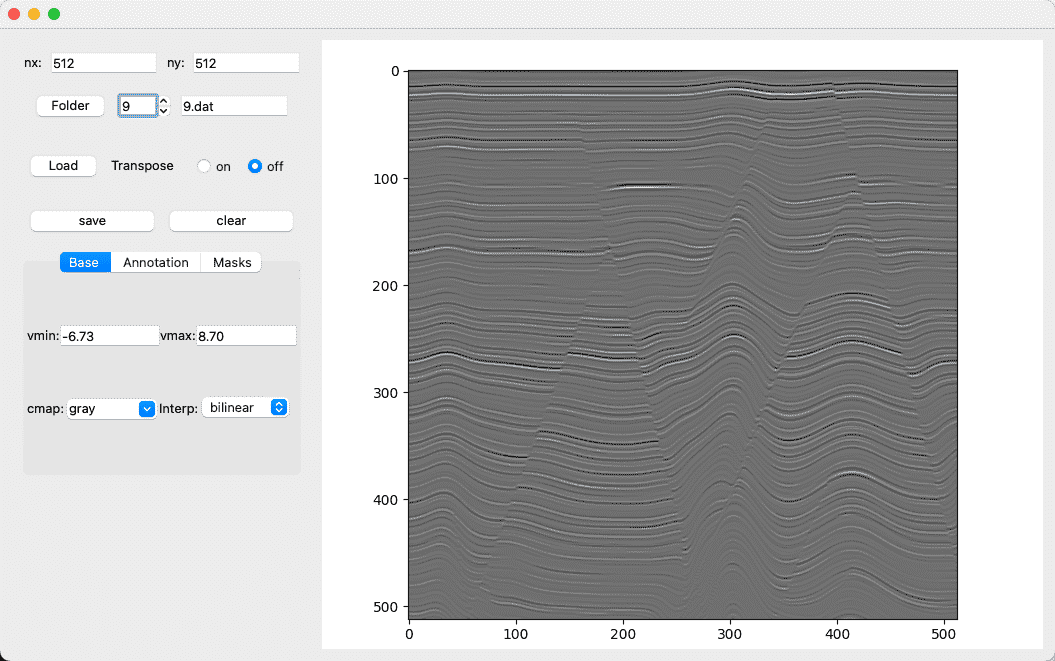 nx: 512 ny: 512
Folder 9 9.dat
Load Transpose on off
save clear
Base Annotation Masks
vmin: -6.73 vmax: 8.70
cmap: gray Interp: bilinear
0
100
200
300
400
500
0 100 200 300 400 500